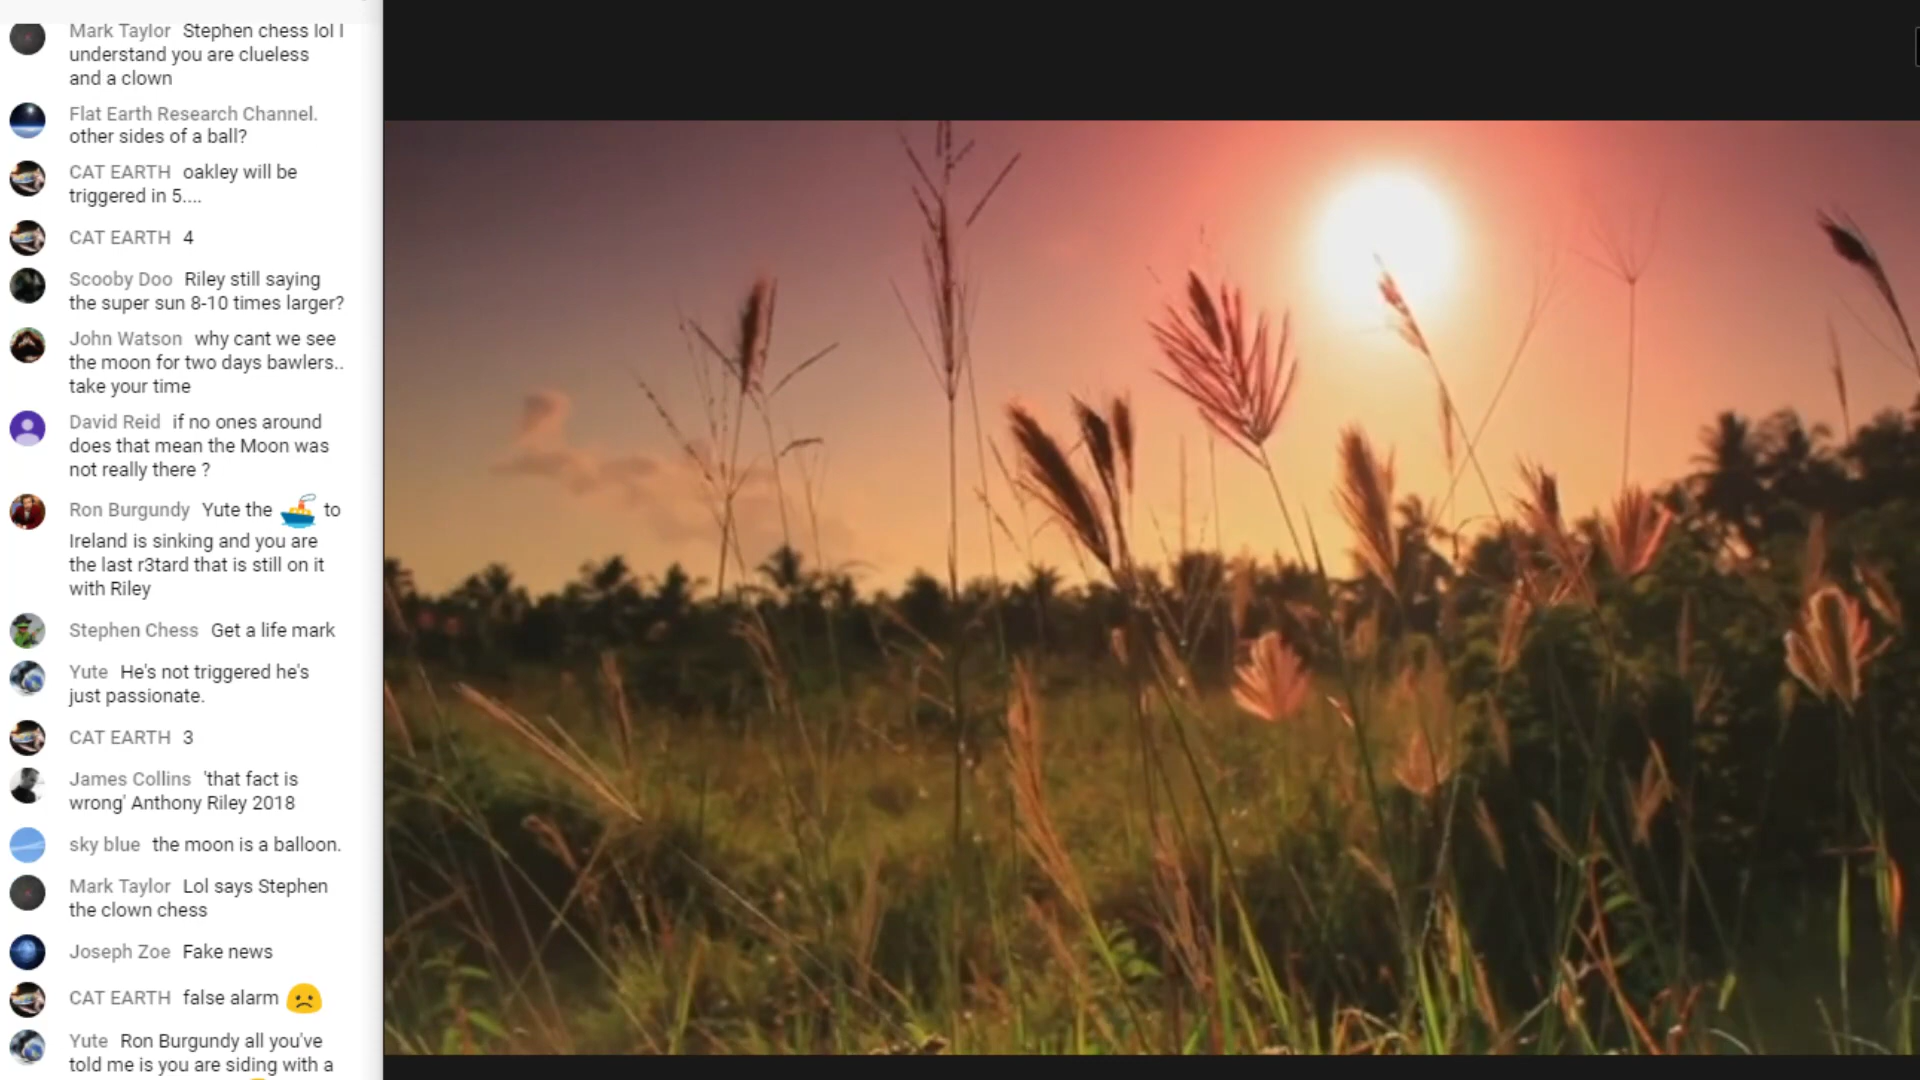 Mark Taylor Stephen chess lol I
understand you are clueless
and a clown
Flat Earth Research Channel.
other sides of a ball?
CAT EARTH oakley will be
triggered in 5....
CAT EARTH 4
Scooby Doo Riley still saying
the super sun 8-10 times larger?
John Watson why cant we see
the moon for two days bawlers..
take your time
David Reid if no ones around
does that mean the Moon was
not really there ?
Ron Burgundy Yute the to
Ireland is sinking and you are
the last r3tard that is still on it
with Riley
Stephen Chess Get a life mark
Yute He's not triggered he's
just passionate.
CAT EARTH 3
James Collins 'that fact is
wrong' Anthony Riley 2018
sky blue the moon is a balloon.
Mark Taylor Lol says Stephen
the clown chess
Joseph Zoe Fake news
CAT EARTH false alarm
Yute Ron Burgundy all you've
told me is you are siding with a